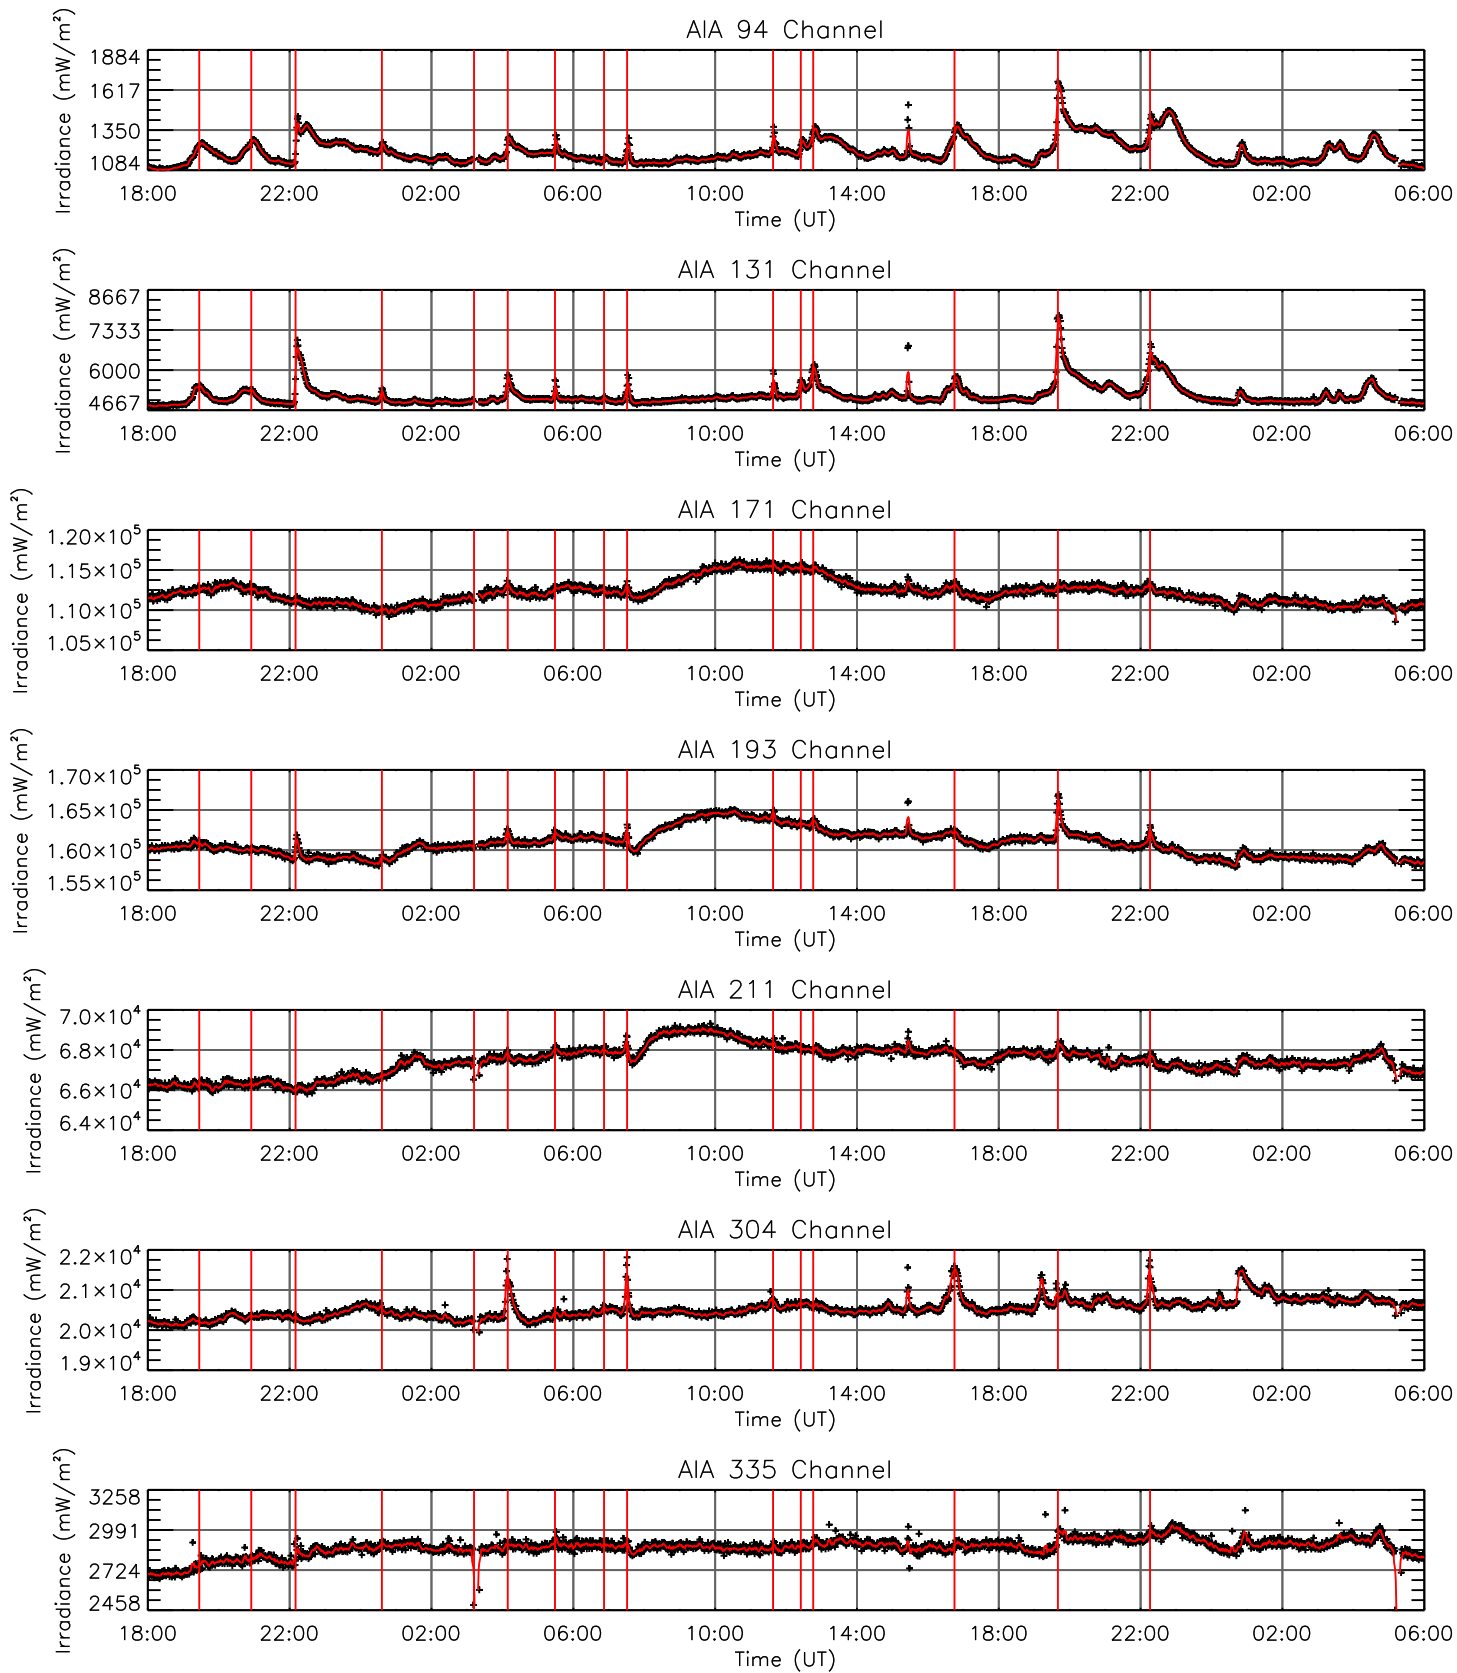 AIA 94 Channel
Irradiance (mW/m²)
1884
1617
1350
1084
18:00 22:00 02:00 06:00 10:00 14:00 18:00 22:00 02:00 06:00
Time (UT)
AIA 131 Channel
Irradiance (mW/m²)
8667
7333
6000
4667
18:00 22:00 02:00 06:00 10:00 14:00 18:00 22:00 02:00 06:00
Time (UT)
AIA 171 Channel
Irradiance (mW/m²)
1.20×10⁵
1.15×10⁵
1.10×10⁵
1.05×10⁵
18:00 22:00 02:00 06:00 10:00 14:00 18:00 22:00 02:00 06:00
Time (UT)
AIA 193 Channel
Irradiance (mW/m²)
1.70×10⁵
1.65×10⁵
1.60×10⁵
1.55×10⁵
18:00 22:00 02:00 06:00 10:00 14:00 18:00 22:00 02:00 06:00
Time (UT)
AIA 211 Channel
Irradiance (mW/m²)
7.0×10⁴
6.8×10⁴
6.6×10⁴
6.4×10⁴
18:00 22:00 02:00 06:00 10:00 14:00 18:00 22:00 02:00 06:00
Time (UT)
AIA 304 Channel
Irradiance (mW/m²)
2.2×10⁴
2.1×10⁴
2.0×10⁴
1.9×10⁴
18:00 22:00 02:00 06:00 10:00 14:00 18:00 22:00 02:00 06:00
Time (UT)
AIA 335 Channel
Irradiance (mW/m²)
3258
2991
2724
2458
18:00 22:00 02:00 06:00 10:00 14:00 18:00 22:00 02:00 06:00
Time (UT)